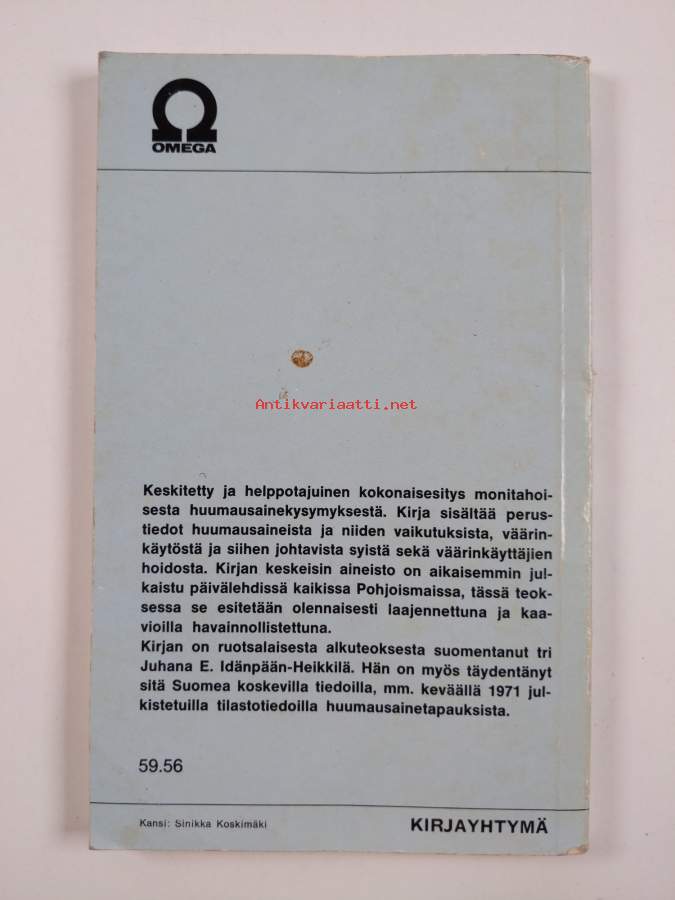 OMEGA
Antikvariaatti.net
Keskitetty ja helppotajuinen kokonaisesitys monitahoi-
sesta huumausainekysymyksestä. Kirja sisältää perus-
tiedot huumausaineista ja niiden vaikutuksista, väärin-
käytöstä ja siihen johtavista syistä sekä väärinkäyttäjien
hoidosta. Kirjan keskeisin aineisto on aikaisemmin jul-
kaistu päivälehdissä kaikissa Pohjoismaissa, tässä teok-
sessa se esitetään olennaisesti laajennettuna ja kaa-
vioilla havainnollistettuna.
Kirjan on ruotsalaisesta alkuteoksesta suomentanut tri
Juhana E. Idänpään-Heikkilä. Hän on myös täydentänyt
sitä Suomea koskevilla tiedoilla, mm. keväällä 1971 jul-
kistetuilla tilastotiedoilla huumausainetapauksista.
59.56
Kansi: Sinikka Koskimäki
KIRJAYHTYMÄ